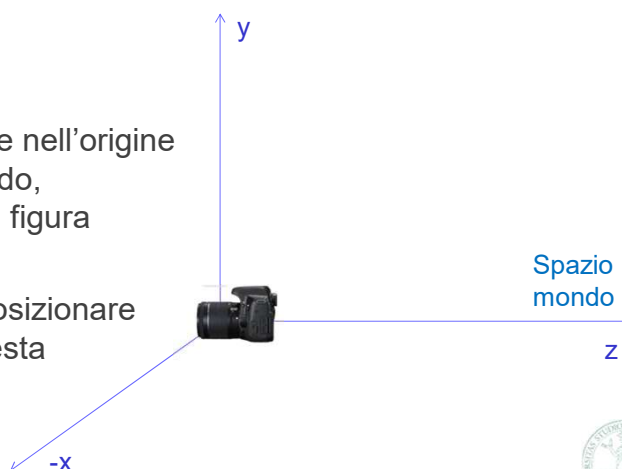 y
e nell'origine
do,
figura
Spazio
mondo
osizionare
esta
z
-x